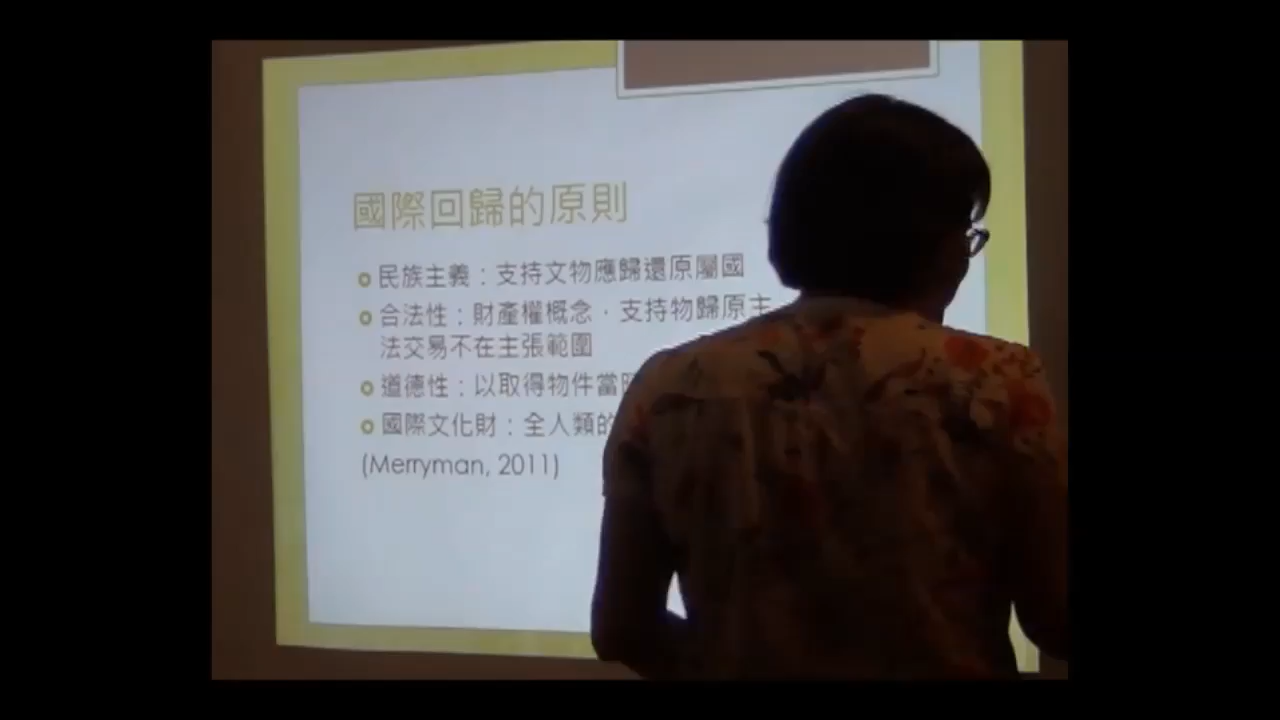 國際回歸的原則
民族主義：支持文物應歸還原屬國
合法性：財產權概念，支持物歸原主
法交易不在主張範圍
道德性：以取得物件當
國際文化財：全人類的
(Merryman, 2011)